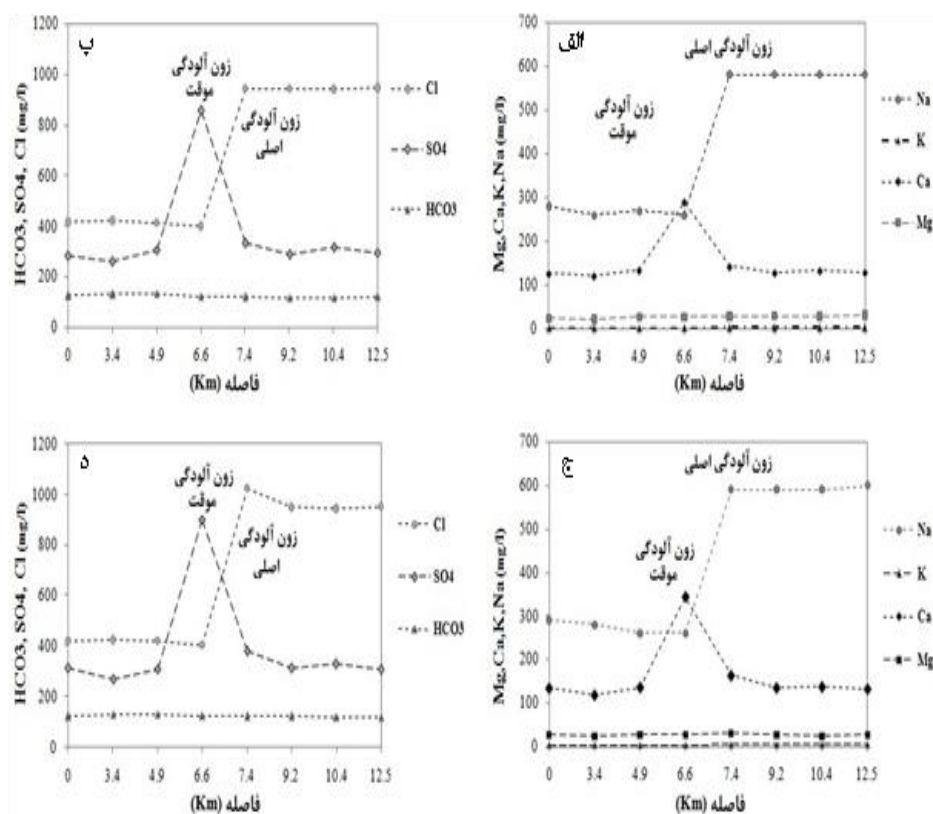 پ
1200
1000
800
600
400
200
0
HCO3, SO4, Cl (mg/l)
زون آلودگی
موقت
زون آلودگی
اصلی
Cl
SO4
HCO3
0 3.4 4.9 6.6 7.4 9.2 10.4 12.5
فاصله (Km)
الف
700
600
500
400
300
200
100
0
Mg,Ca,K,Na (mg/l)
زون آلودگی اصلی
زون آلودگی
موقت
Na
K
Ca
Mg
0 3.4 4.9 6.6 7.4 9.2 10.4 12.5
فاصله (Km)
د
1200
1000
800
600
400
200
0
HCO3, SO4, Cl (mg/l)
زون آلودگی
موقت
زون آلودگی
اصلی
Cl
SO4
HCO3
0 3.4 4.9 6.6 7.4 9.2 10.4 12.5
فاصله (Km)
ج
700
600
500
400
300
200
100
0
Mg,Ca,K,Na (mg/l)
زون آلودگی اصلی
زون آلودگی
موقت
Na
K
Ca
Mg
0 3.4 4.9 6.6 7.4 9.2 10.4 12.5
فاصله (Km)